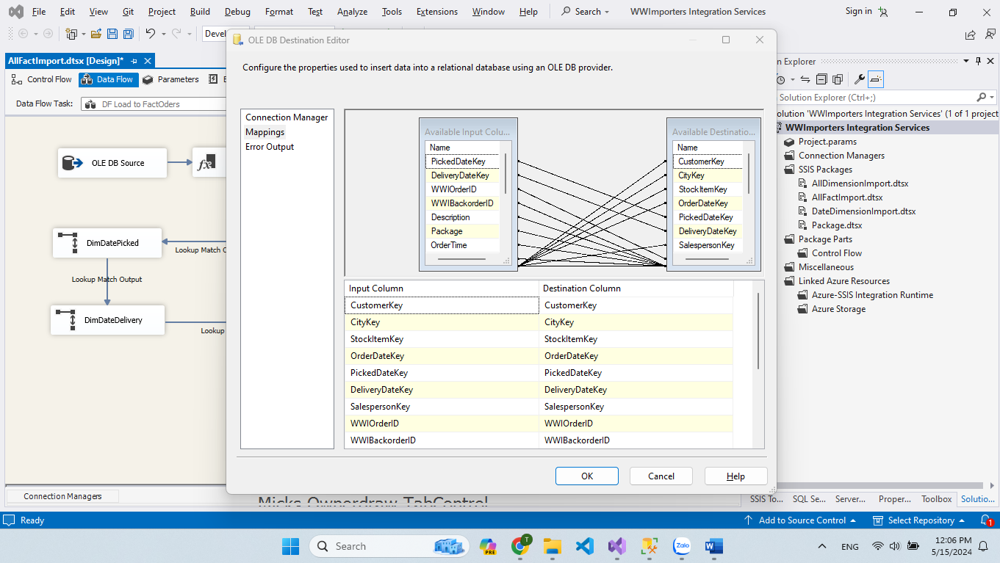 File Edit View Git Project Build Debug Format Test Analyze Tools Extensions Window Help Search WWImporters Integration Services Sign in
Devel
OLE DB Destination Editor
AllFactImport.dtsx [Design]*
Explorer
Configure the properties used to insert data into a relational database using an OLE DB provider.
Control Flow Data Flow Parameters
Solution Explorer (Ctrl+;)
Data Flow Task: DF Load to FactOders
olution 'WWImporters Integration Services' (1 of 1 project
WWImporters Integration Services
Project.params
Connection Managers
SSIS Packages
AllDimensionImport.dtsx
AllFactImport.dtsx
DateDimensionImport.dtsx
Package.dtsx
Package Parts
Control Flow
Miscellaneous
Linked Azure Resources
Azure-SSIS Integration Runtime
Azure Storage
OLE DB Source
fx
DimDatePicked
Lookup Match O
Lookup Match Output
DimDateDelivery
Lookup
Connection Manager
Mappings
Error Output
Available Input Colu...
Name
PickedDateKey
DeliveryDateKey
WWIOrderID
WWIBackorderID
Description
Package
OrderTime
Available Destinatio...
Name
CustomerKey
CityKey
StockItemKey
OrderDateKey
PickedDateKey
DeliveryDateKey
SalespersonKey
Input Column Destination Column
CustomerKey CustomerKey
CityKey CityKey
StockItemKey StockItemKey
OrderDateKey OrderDateKey
PickedDateKey PickedDateKey
DeliveryDateKey DeliveryDateKey
SalespersonKey SalespersonKey
WWIOrderID WWIOrderID
WWIBackorderID WWIBackorderID
OK Cancel Help
Connection Managers
Micks Ownerdraw TabControl
SSIS To... SQL Se... Server... Proper... Toolbox Solutio...
Ready Add to Source Control Select Repository 1
Search PRE T Zalo W ENG 12:06 PM
5/15/2024